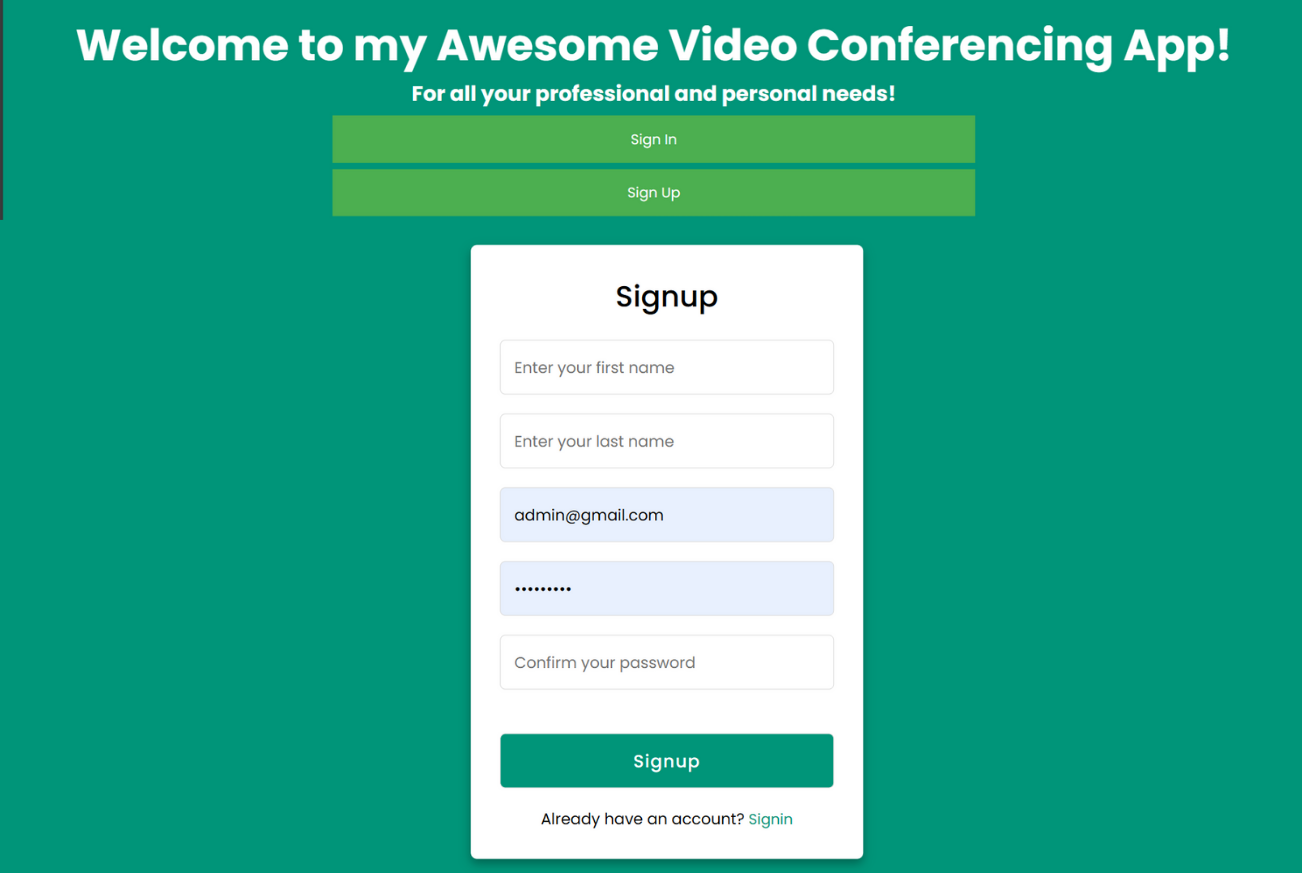 Welcome to my Awesome Video Conferencing App!
For all your professional and personal needs!
Sign In
Sign Up
Signup
Enter your first name
Enter your last name
admin@gmail.com
•••••••••
Confirm your password
Signup
Already have an account? Signin